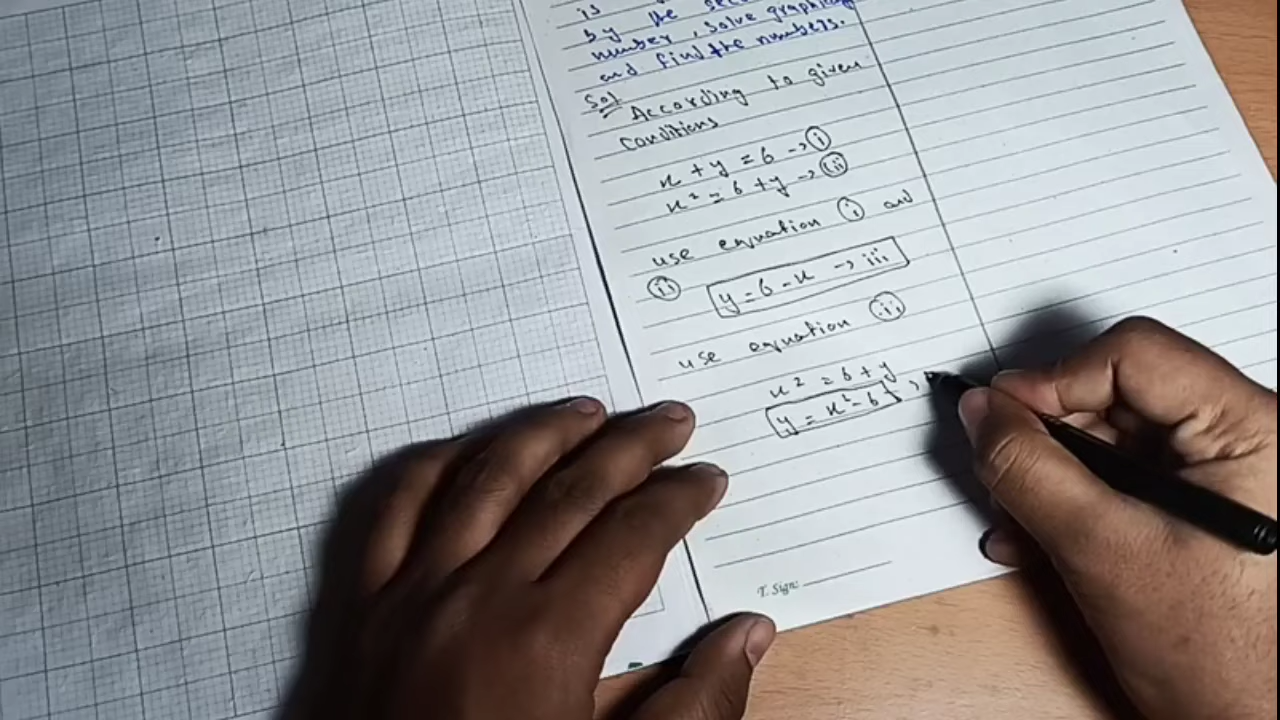 is
by the
number, solve graphically
and find the numbers.
Sol
According to given
conditions
x + y = 6 → i
x² = 6 + y → ii
use equation i and
ii
y = 6 - x → iii
use equation ii
x² = 6 + y
y = x² - 6
T. Sign: